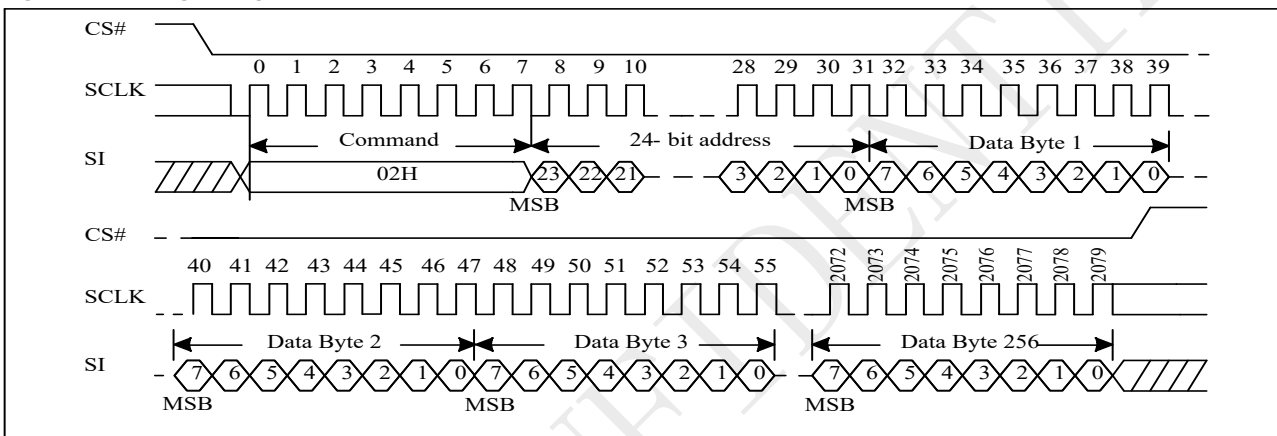 CS#
0 1 2 3 4 5 6 7 8 9 10 28 29 30 31 32 33 34 35 36 37 38 39
SCLK
Command 24- bit address Data Byte 1
SI
02H 23 22 21 3 2 1 0 7 6 5 4 3 2 1 0
MSB MSB
CS#
40 41 42 43 44 45 46 47 48 49 50 51 52 53 54 55 2072 2073 2074 2075 2076 2077 2078 2079
SCLK
Data Byte 2 Data Byte 3 Data Byte 256
SI
7 6 5 4 3 2 1 0 7 6 5 4 3 2 1 0 7 6 5 4 3 2 1 0
MSB MSB MSB